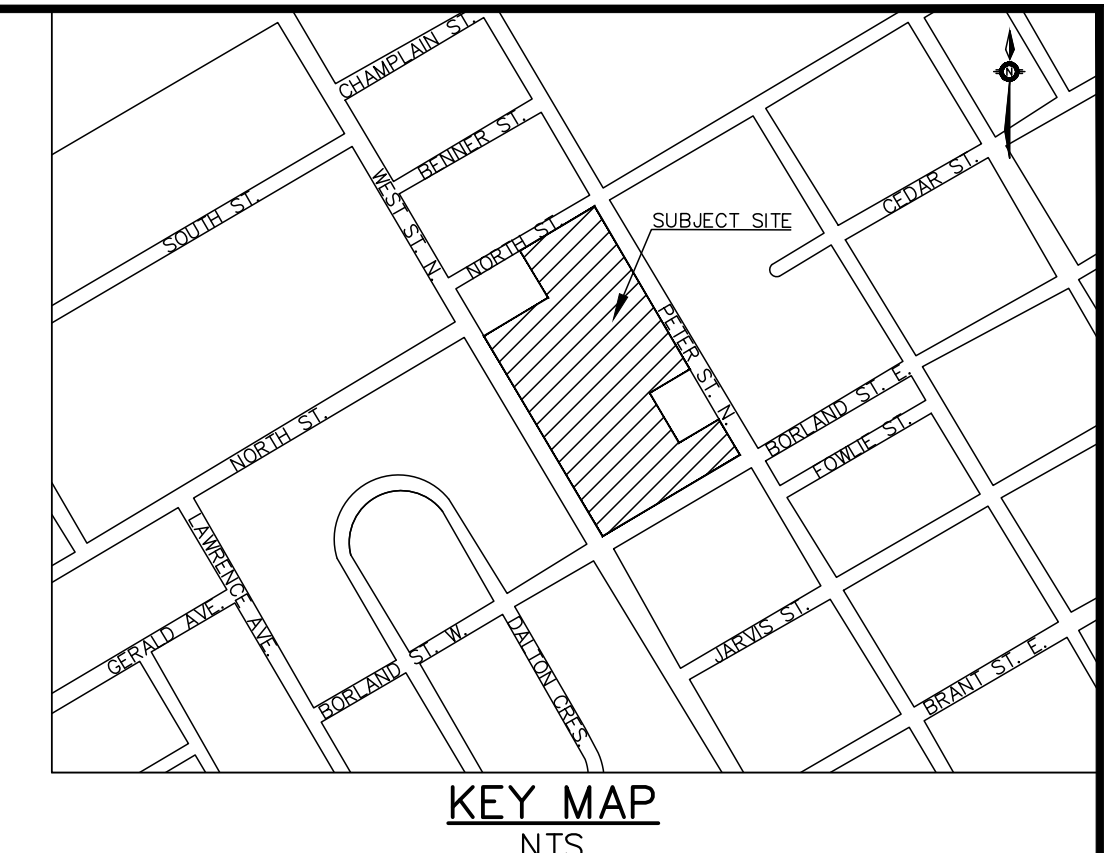 CHAMPLAIN ST.
BENNER ST.
N
CEDAR ST.
WEST ST. N.
SOUTH ST.
NORTH ST.
SUBJECT SITE
PETER ST. N.
NORTH ST.
BORLAND ST. E.
FOWLIE ST.
LAWRENCE AVE.
GERALD AVE.
BORLAND ST. W.
DALTON CRES.
JARVIS ST.
BRANT ST. E.
KEY MAP
NTS